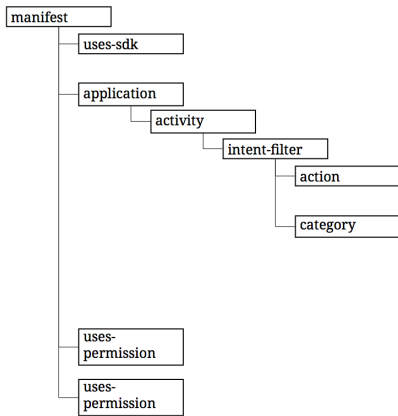 manifest
uses-sdk
application
activity
intent-filter
action
category
uses-
permission
uses-
permission